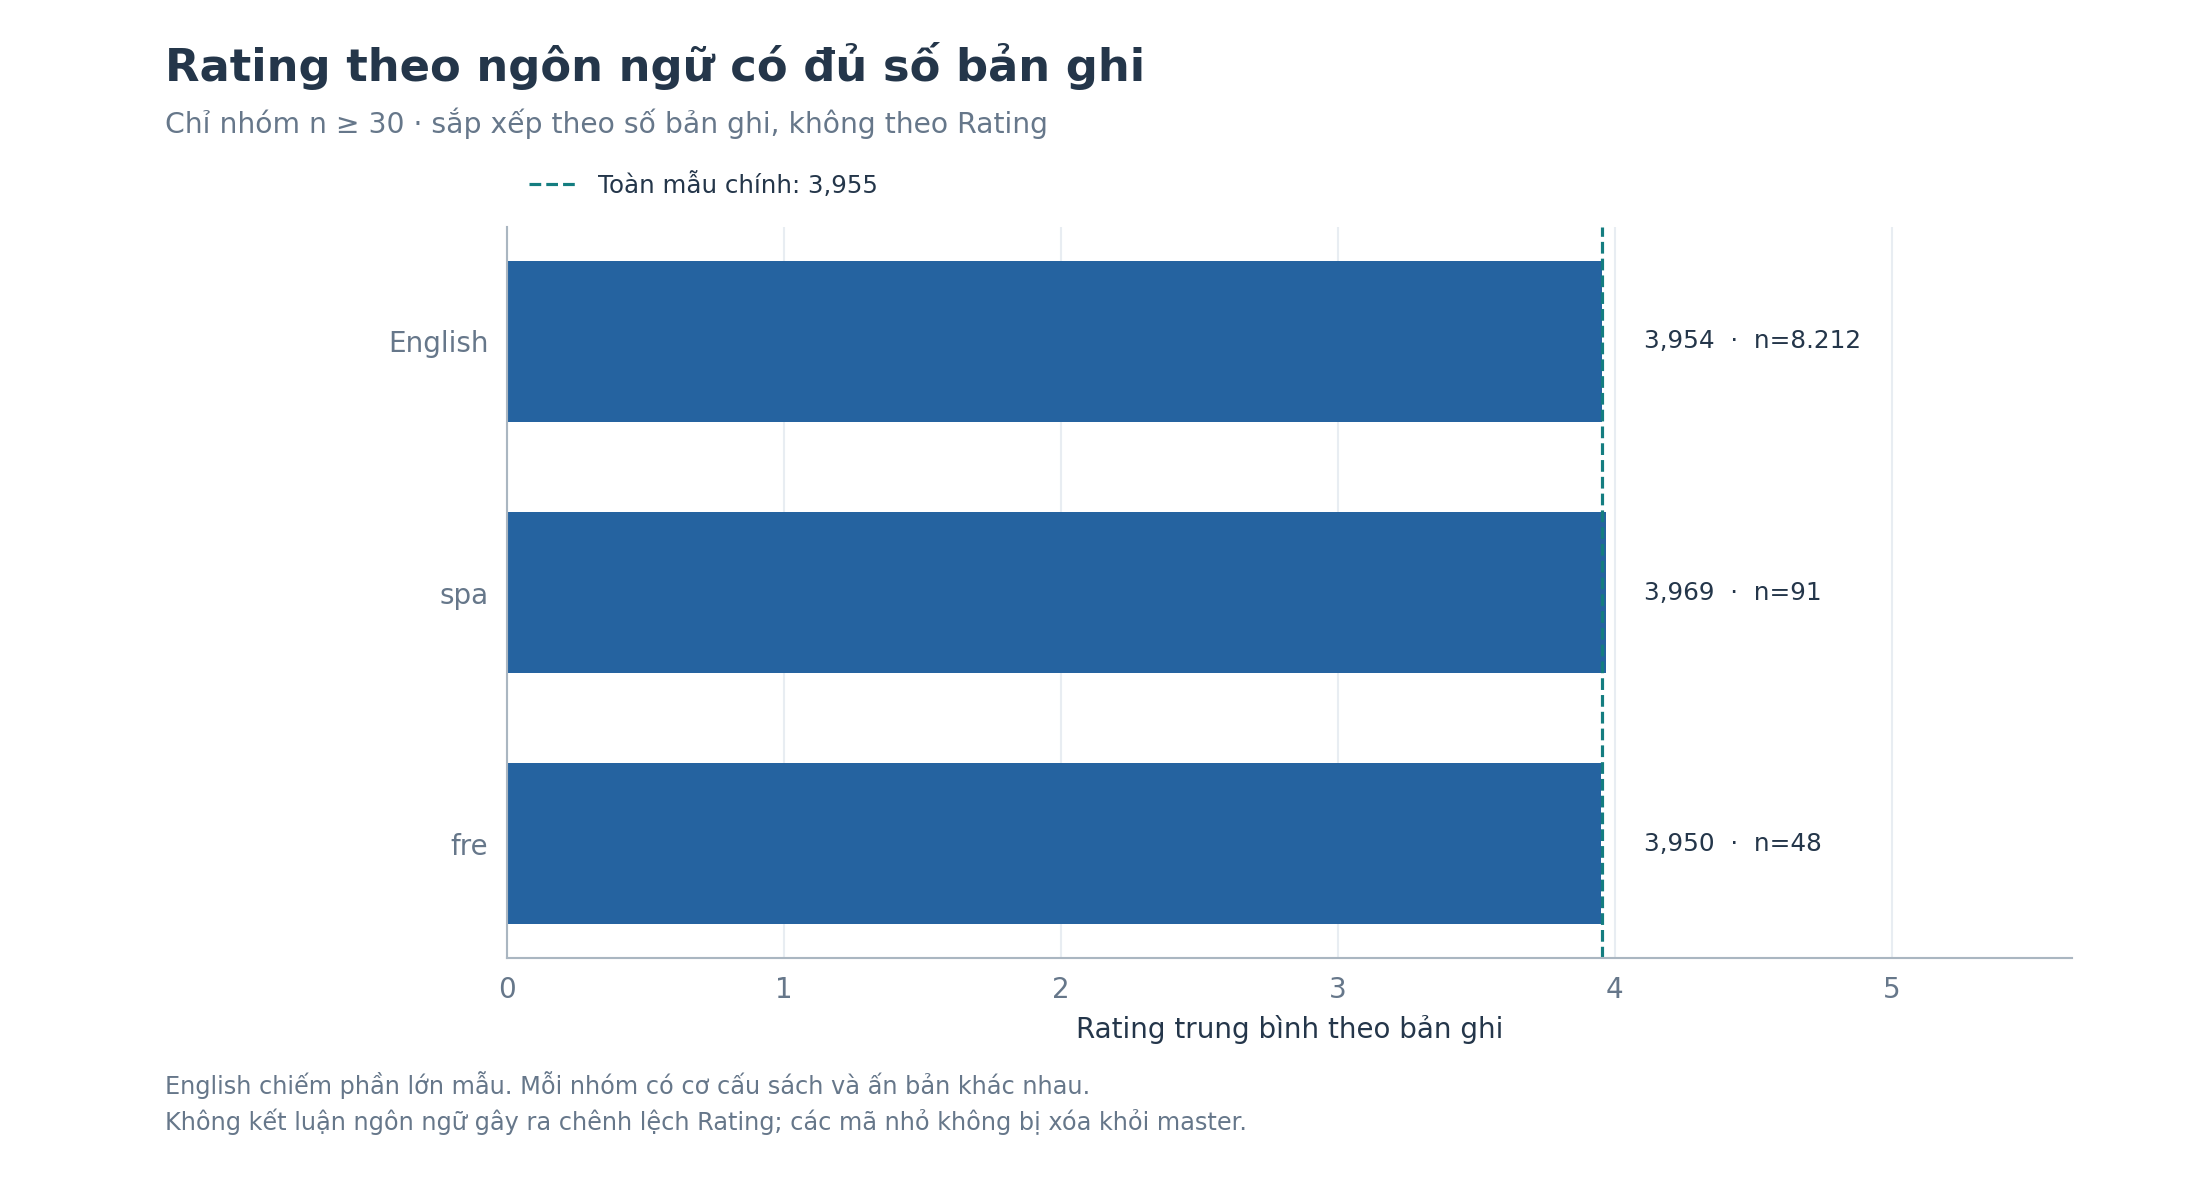 Rating theo ngôn ngữ có đủ số bản ghi
Chỉ nhóm n ≥ 30 · sắp xếp theo số bản ghi, không theo Rating
Toàn mẫu chính: 3,955
English
3,954 · n=8.212
spa
3,969 · n=91
fre
3,950 · n=48
0 1 2 3 4 5
Rating trung bình theo bản ghi
English chiếm phần lớn mẫu. Mỗi nhóm có cơ cấu sách và ấn bản khác nhau.
Không kết luận ngôn ngữ gây ra chênh lệch Rating; các mã nhỏ không bị xóa khỏi master.